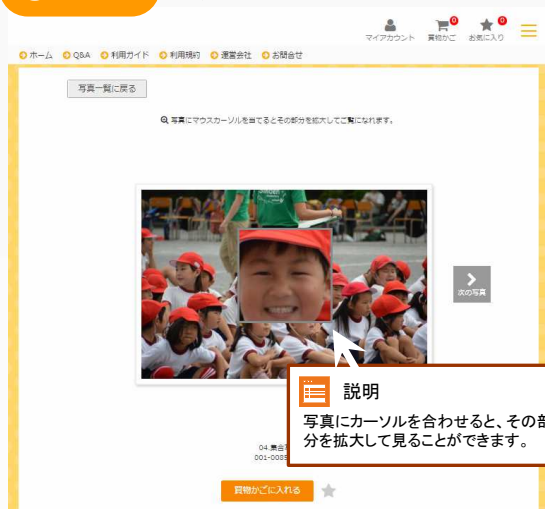 マイアカウント
買物かご
0
お気に入り
0
ホーム
Q&A
利用ガイド
利用規約
運営会社
お問合せ
写真一覧に戻る
写真にマウスカーソルを当てるとその部分を拡大してご覧になれます。
次の写真
説明
写真にカーソルを合わせると、その部
分を拡大して見ることができます。
買物かごに入れる